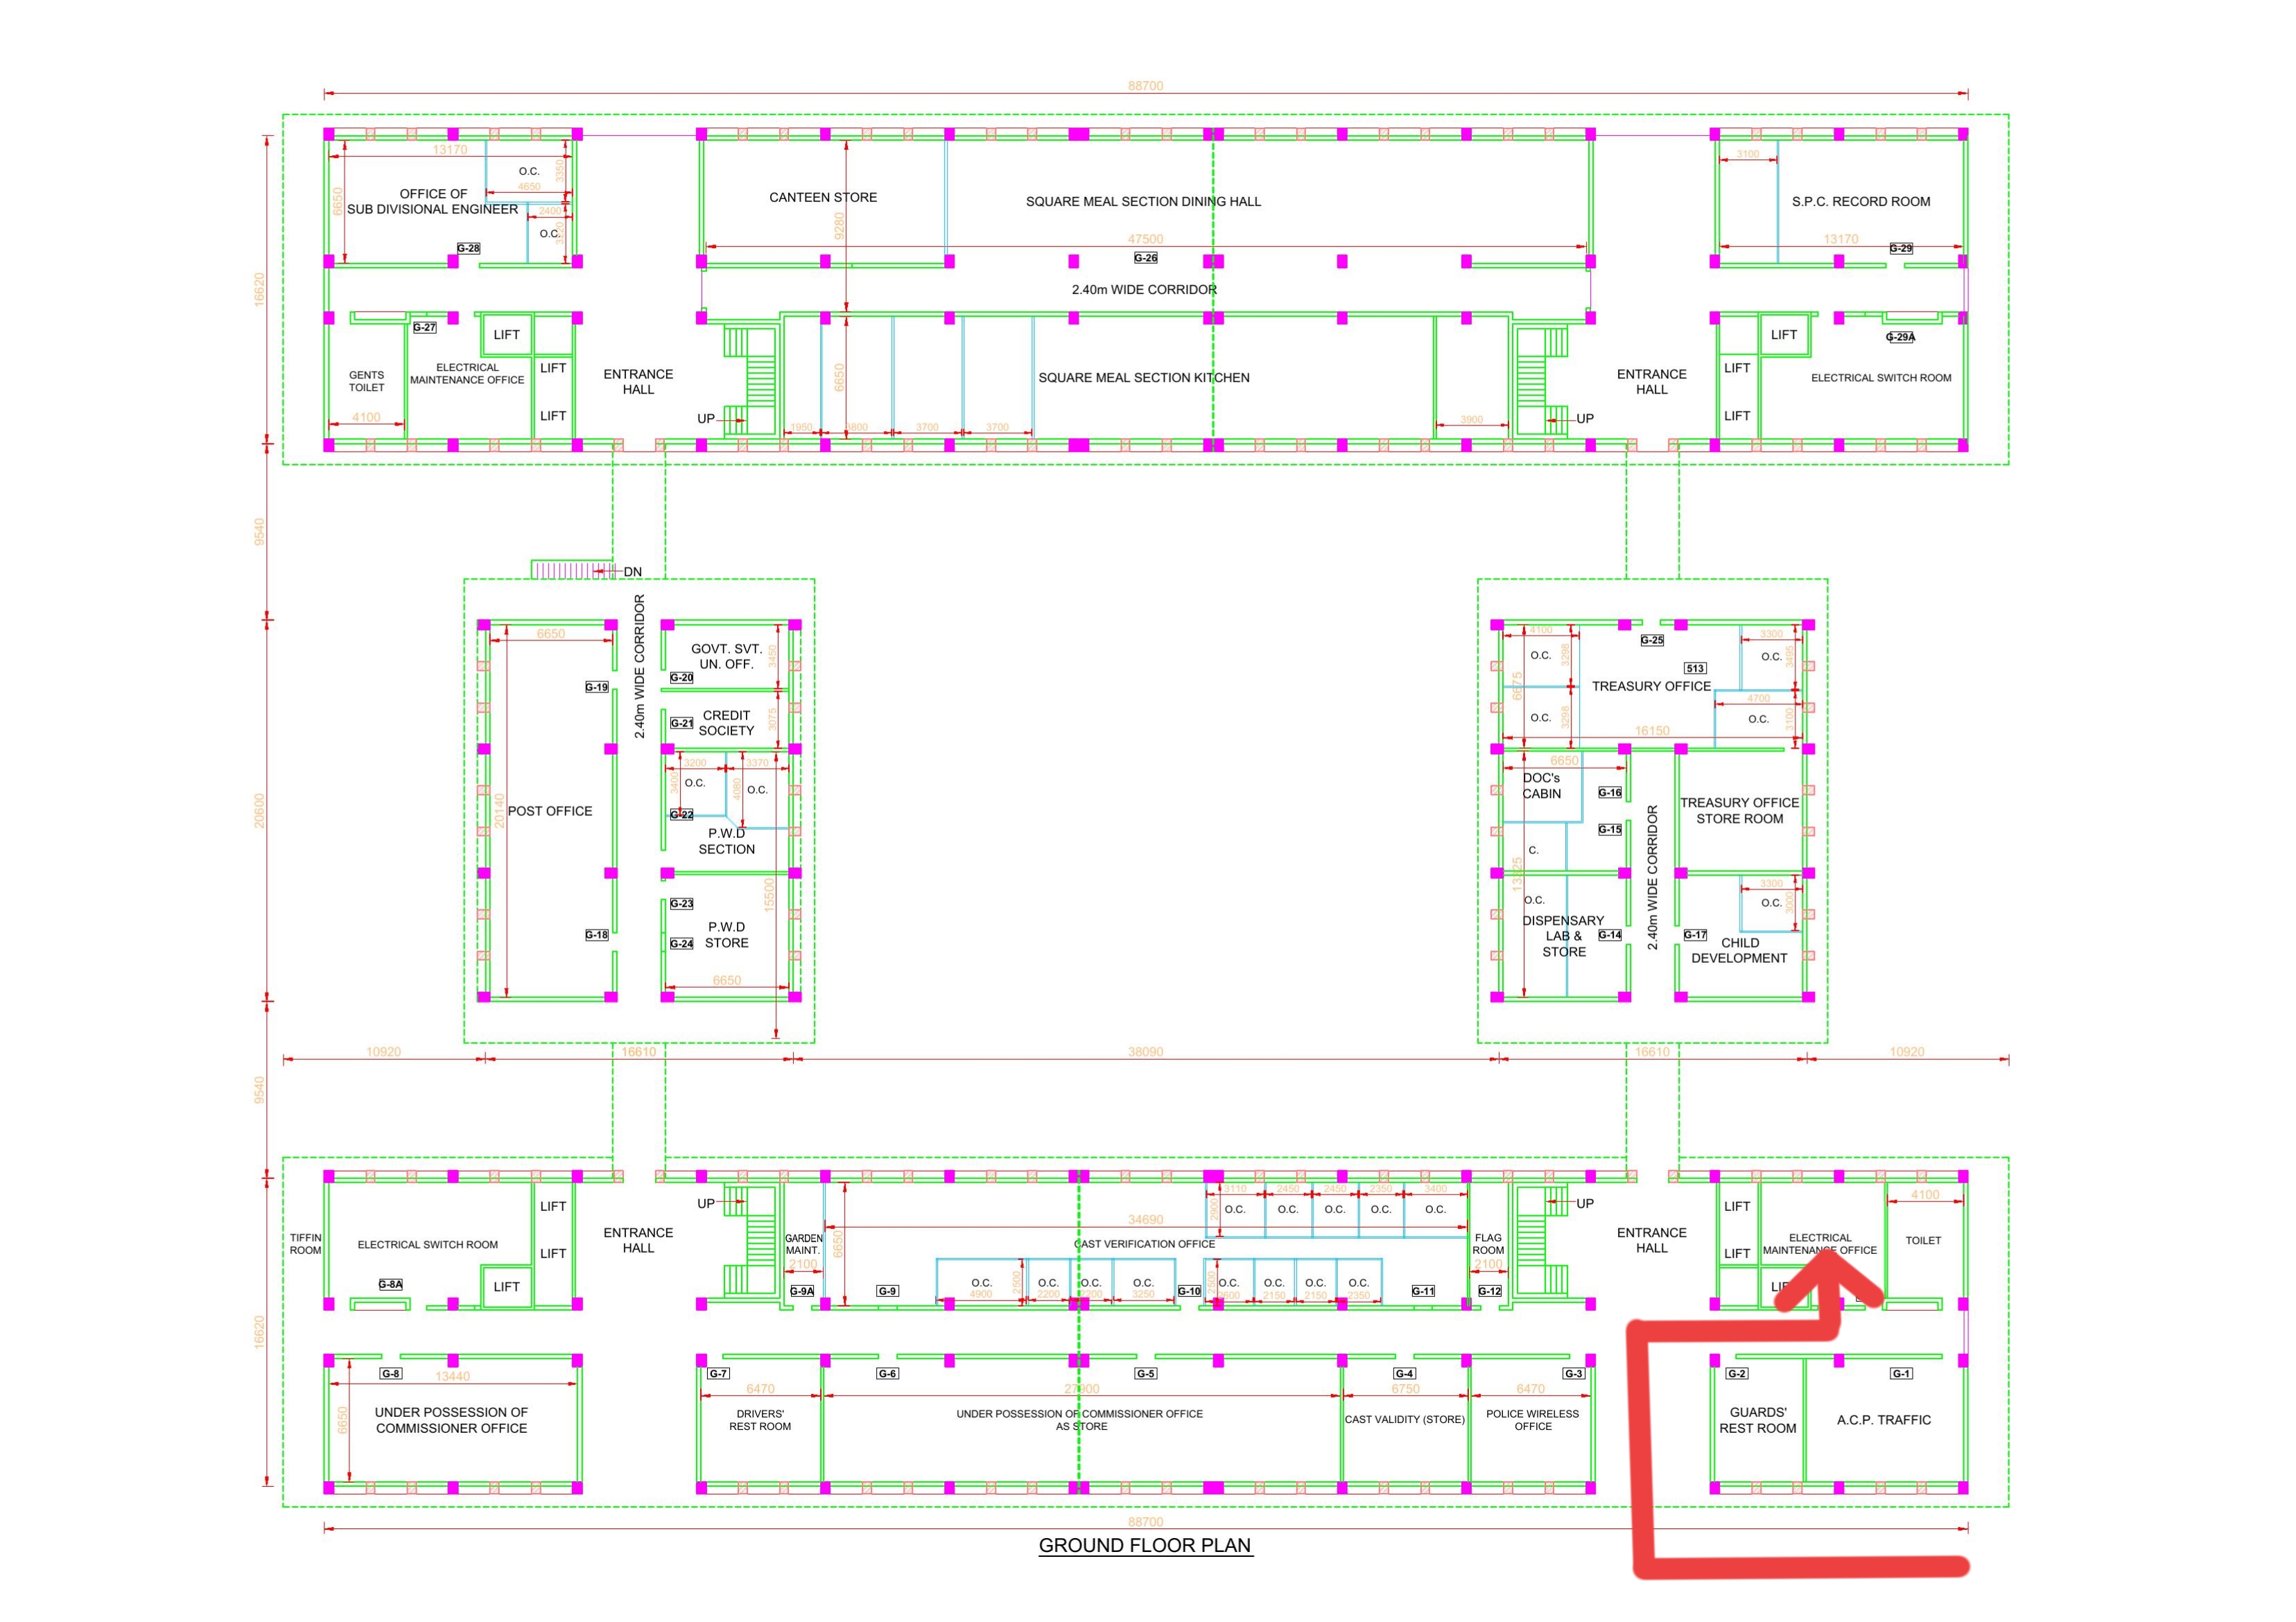 88700
13170
O.C.
3350
4650
OFFICE OF
SUB DIVISIONAL ENGINEER
6650
2400
O.C.
G-28
CANTEEN STORE
9280
SQUARE MEAL SECTION DINING HALL
47500
G-26
3100
S.P.C. RECORD ROOM
13170
G-29
16620
2.40m WIDE CORRIDOR
G-27
LIFT
GENTS
TOILET
ELECTRICAL
MAINTENANCE OFFICE
LIFT
LIFT
4100
ENTRANCE
HALL
UP
6650
SQUARE MEAL SECTION KITCHEN
1950
3800
3700
3700
3900
UP
ENTRANCE
HALL
LIFT
LIFT
LIFT
G-29A
ELECTRICAL SWITCH ROOM
9540
DN
2.40m WIDE CORRIDOR
6650
G-19
POST OFFICE
20140
G-18
GOVT. SVT.
UN. OFF.
3450
G-20
G-21
CREDIT
SOCIETY
3075
3200
3370
3400
O.C.
4080
O.C.
G-22
P.W.D
SECTION
15500
G-23
P.W.D
STORE
G-24
6650
20600
4100
G-25
3300
O.C.
3298
O.C.
3495
513
TREASURY OFFICE
6675
4700
O.C.
3298
O.C.
3100
16150
6650
DOC's
CABIN
G-16
G-15
TREASURY OFFICE
STORE ROOM
C.
13325
2.40m WIDE CORRIDOR
O.C.
DISPENSARY
LAB &
STORE
G-14
G-17
3300
O.C.
3000
CHILD
DEVELOPMENT
10920
16610
38090
16610
10920
9540
TIFFIN
ROOM
ELECTRICAL SWITCH ROOM
LIFT
LIFT
LIFT
G-8A
ENTRANCE
HALL
UP
GARDEN
MAINT.
2100
G-9A
6650
34690
CAST VERIFICATION OFFICE
3110
2450
2450
2350
3400
2900
O.C.
O.C.
O.C.
O.C.
O.C.
G-9
O.C.
4900
2500
O.C.
2200
O.C.
2200
O.C.
3250
G-10
2500
O.C.
O.C.
2150
O.C.
2150
O.C.
2350
G-11
FLAG
ROOM
2100
G-12
UP
ENTRANCE
HALL
LIFT
LIFT
ELECTRICAL
MAINTENANCE OFFICE
4100
TOILET
16620
G-8
13440
6650
UNDER POSSESSION OF
COMMISSIONER OFFICE
G-7
6470
DRIVERS'
REST ROOM
G-6
27900
G-5
UNDER POSSESSION OF COMMISSIONER OFFICE
AS STORE
G-4
6750
CAST VALIDITY (STORE)
G-3
6470
POLICE WIRELESS
OFFICE
G-2
GUARDS'
REST ROOM
G-1
A.C.P. TRAFFIC
88700
GROUND FLOOR PLAN